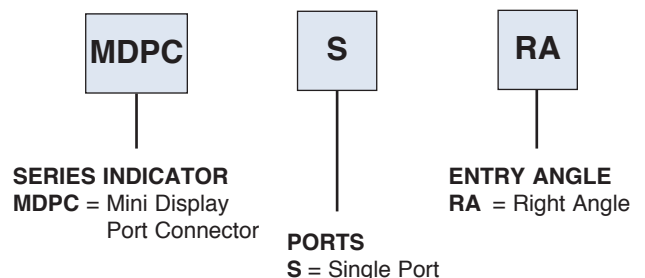 MDPC
S
RA
SERIES INDICATOR
MDPC = Mini Display
Port Connector
PORTS
S = Single Port
ENTRY ANGLE
RA = Right Angle